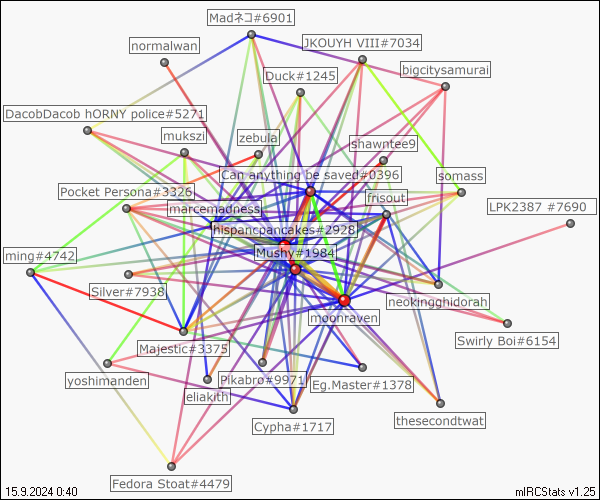 Madネコ#6901
normalwan
JKOUYH VIII#7034
Duck#1245
bigcitysamurai
DacobDacob hORNY police#5271
mukszi
zebula
shawntee9
Can anything be saved#0396
somass
Pocket Persona#3326
frisout
LPK2387 #7690
marcemadness
hispancpancakes#2928
ming#4742
Mushy#1984
Silver#7938
neokingghidorah
moonraven
Swirly Boi#6154
Majestic#3375
yoshimanden
Pikabro#9971
Eg.Master#1378
eliakith
Cypha#1717
thesecondtwat
Fedora Stoat#4479
15.9.2024 0:40
mIRCStats v1.25